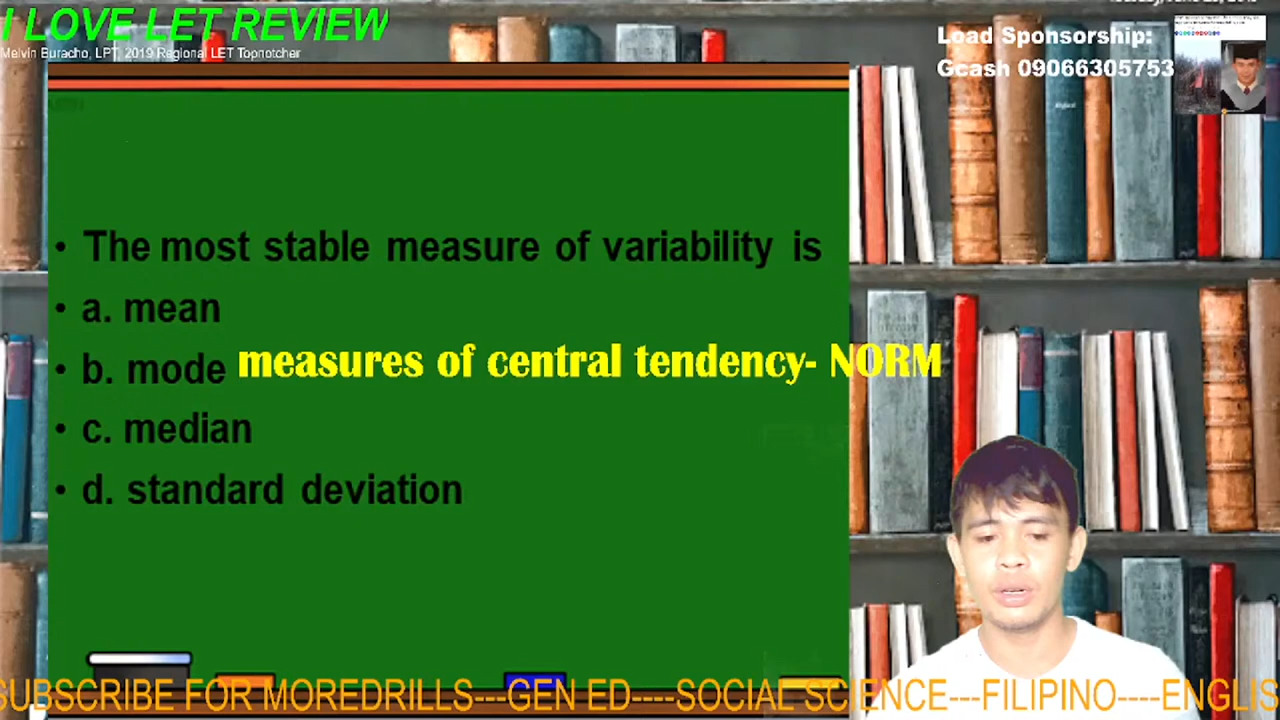 I LOVE LET REVIEW
Melvin Buracho, LPT, 2019 Regional LET Topnotcher
Load Sponsorship:
Gcash 09066305753
• The most stable measure of variability is
• a. mean
• b. mode
measures of central tendency- NORM
• c. median
• d. standard deviation
SUBSCRIBE FOR MOREDRILLS---GEN ED----SOCIAL SCIENCE---FILIPINO----ENGLIS